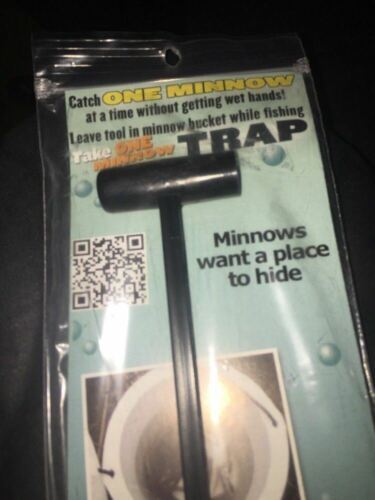 Catch ONE MINNOW
at a time without getting wet hands!
Leave tool in minnow bucket while fishing
Take ONE MINNOW TRAP
Minnows
want a place
to hide